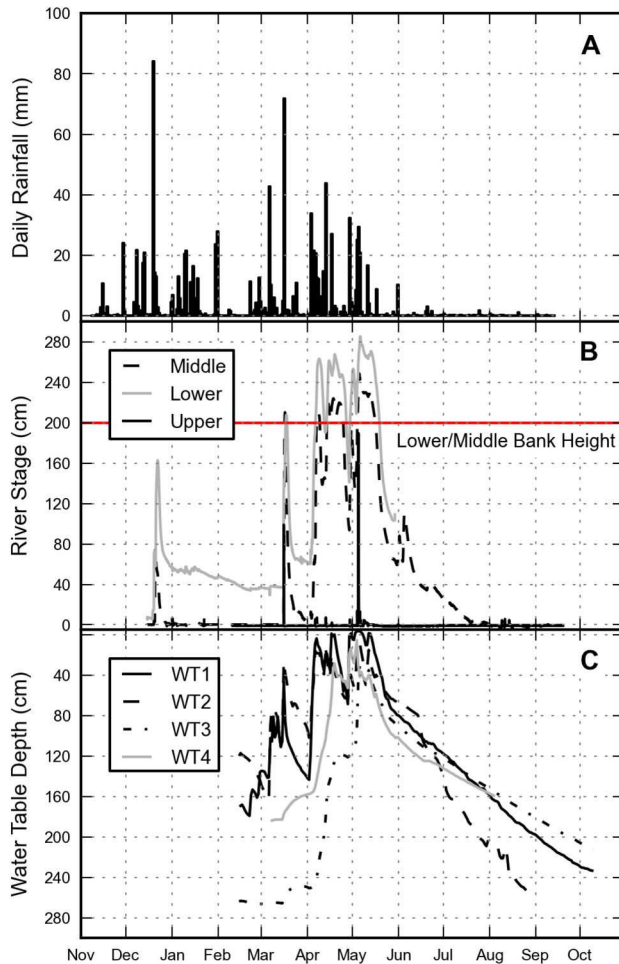 100
80
60
40
20
0
Daily Rainfall (mm)
A
280
240
200
160
120
80
40
0
River Stage (cm)
B
Middle
Lower
Upper
Lower/Middle Bank Height
40
80
120
160
200
240
280
Water Table Depth (cm)
C
WT1
WT2
WT3
WT4
Nov Dec Jan Feb Mar Apr May Jun Jul Aug Sep Oct